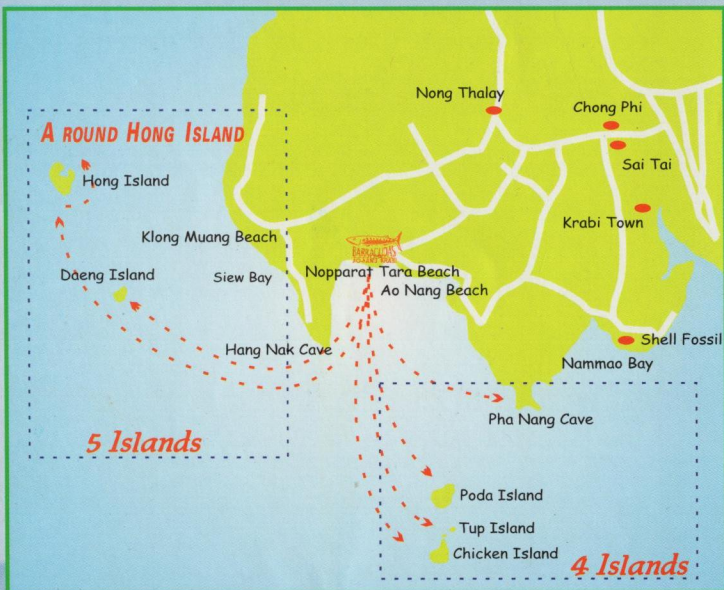 Nong Thalay
Chong Phi
A ROUND HONG ISLAND
Sai Tai
Hong Island
Krabi Town
Klong Muang Beach
BARRACUDAS
Nopparat Tara Beach
Daeng Island
Siew Bay
Ao Nang Beach
Hang Nak Cave
Shell Fossil
Nammao Bay
Pha Nang Cave
5 Islands
Poda Island
Tup Island
Chicken Island
4 Islands